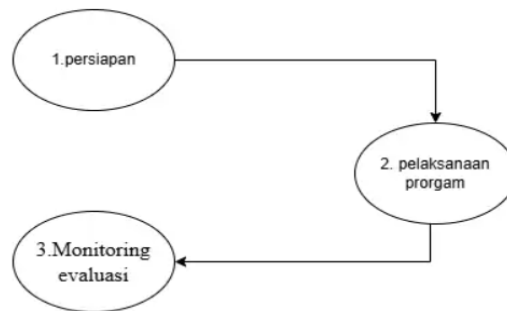 1.persiapan
2. pelaksanaan
prorgam
3.Monitoring
evaluasi